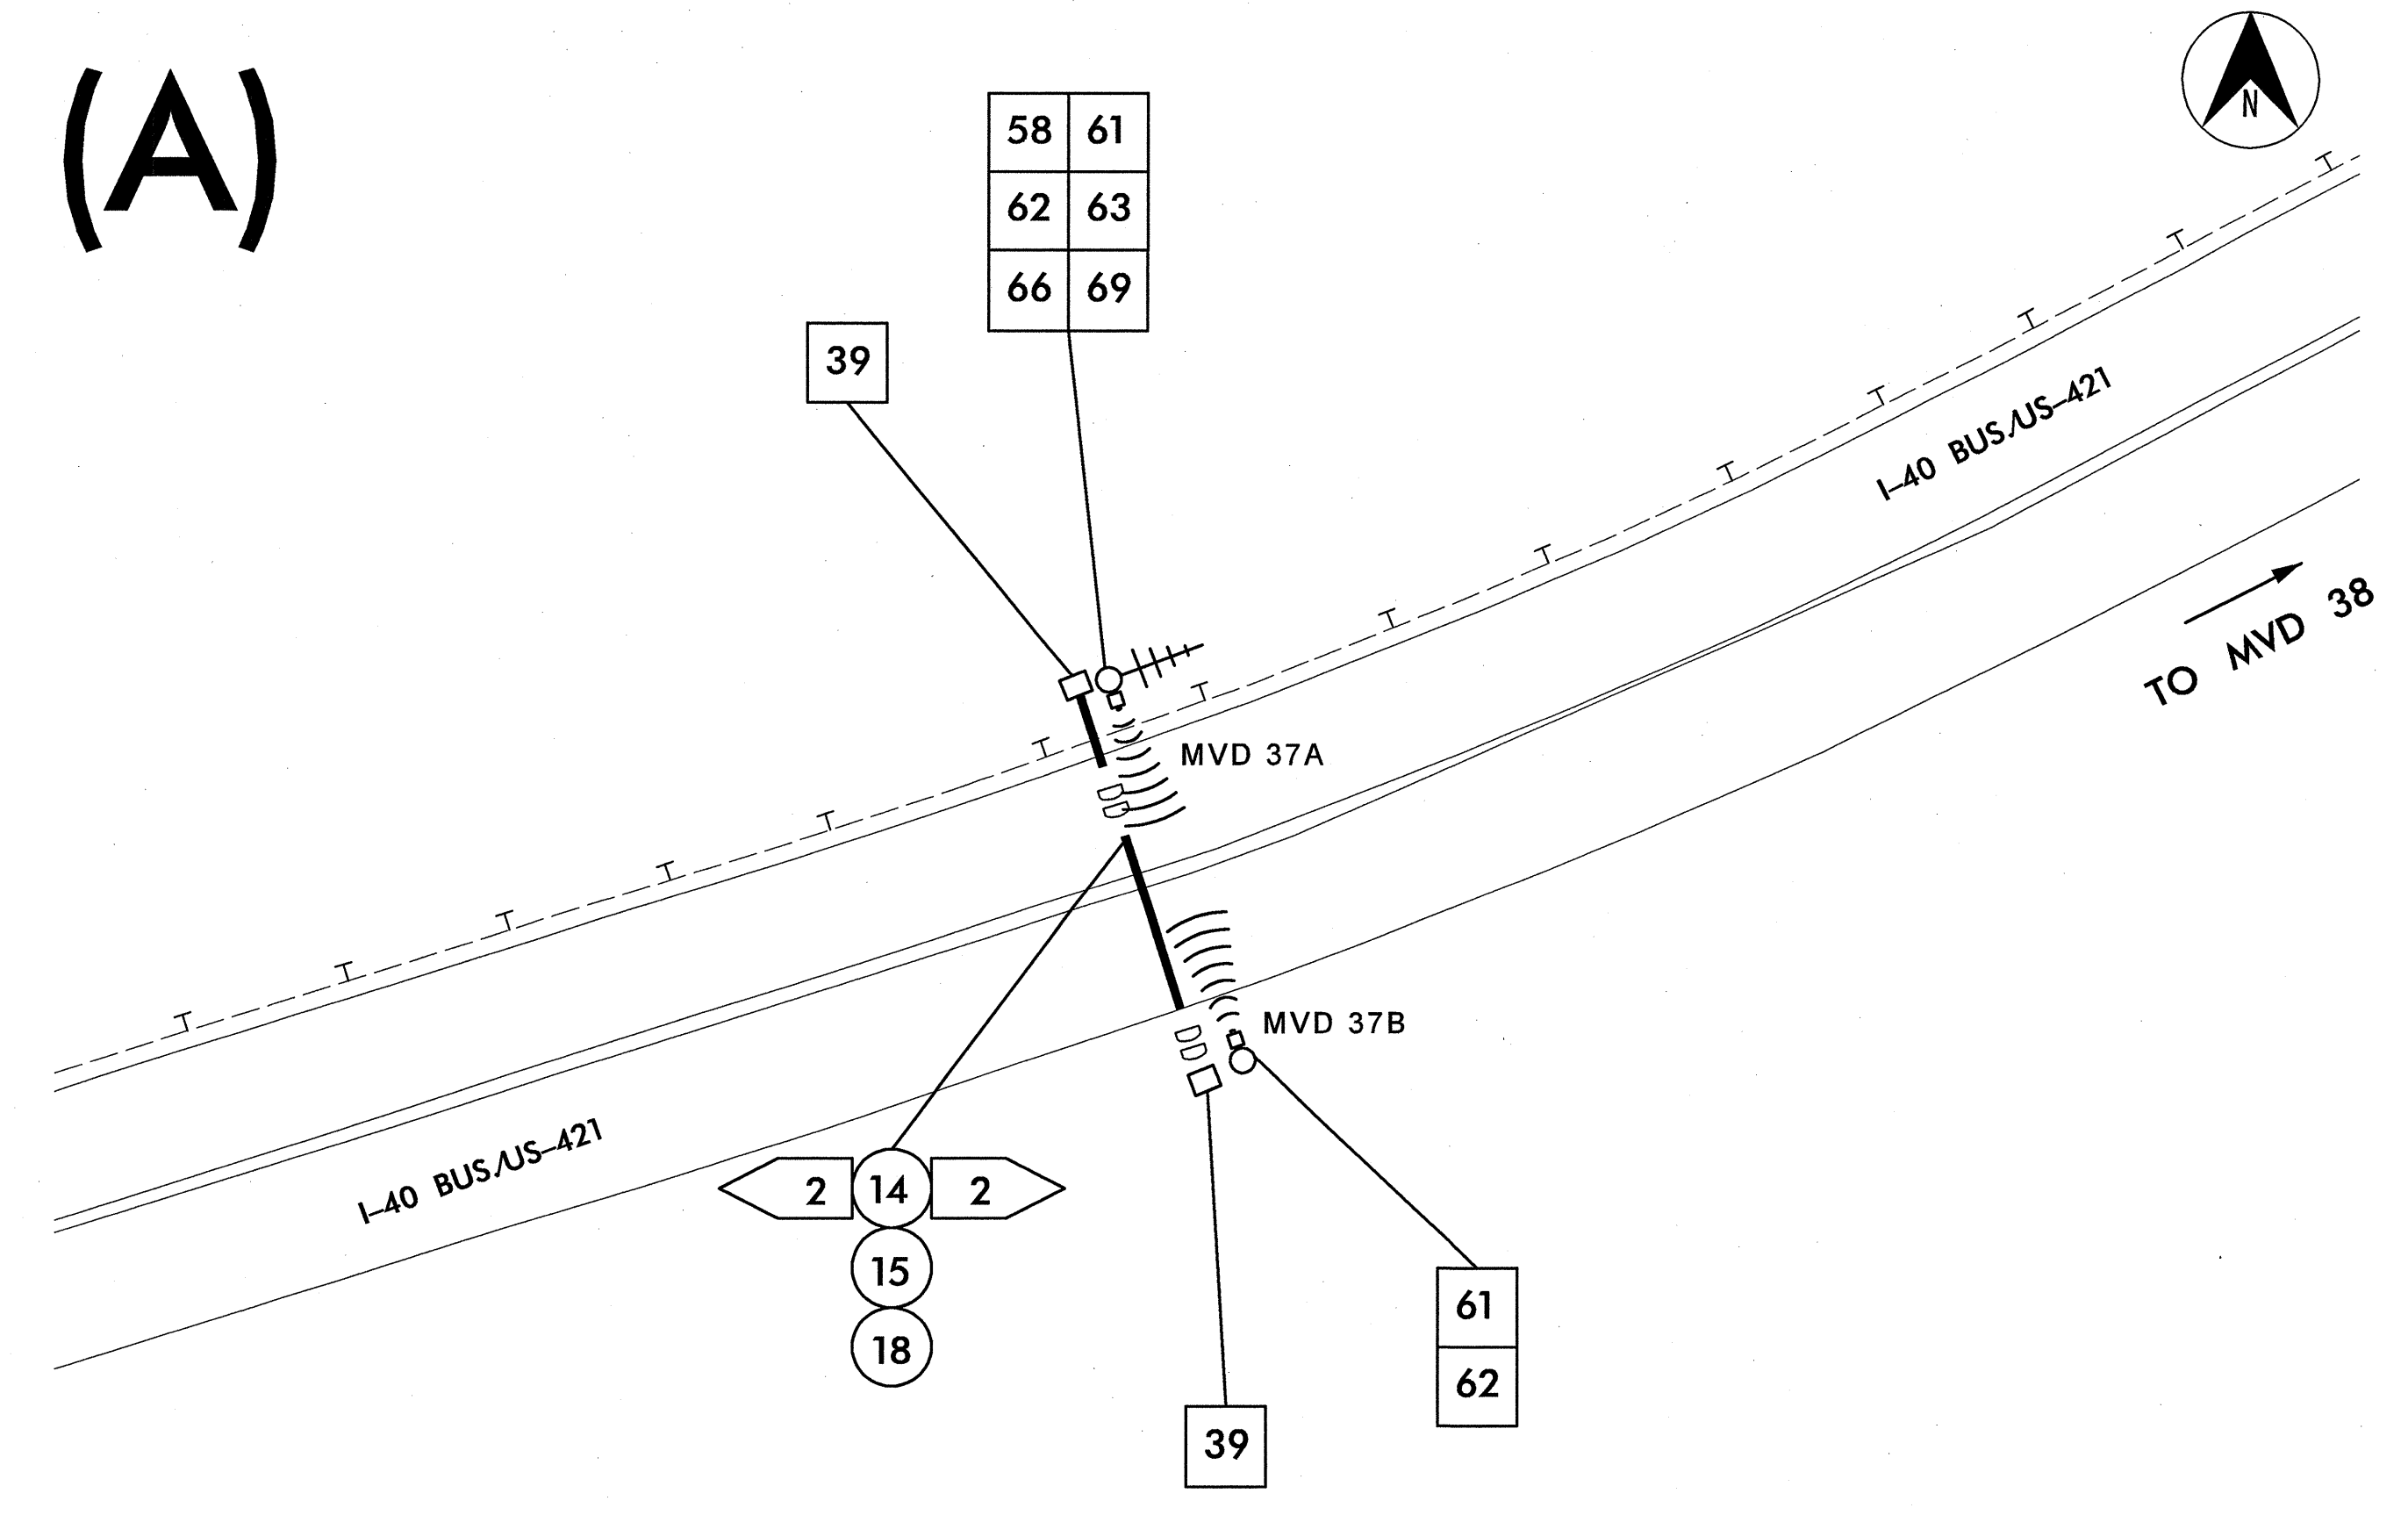 (A)
N
58 61
62 63
66 69
39
I-40 BUS./US-421
TO MVD 38
MVD 37A
MVD 37B
I-40 BUS./US-421
2 14 2
15
18
61
62
39